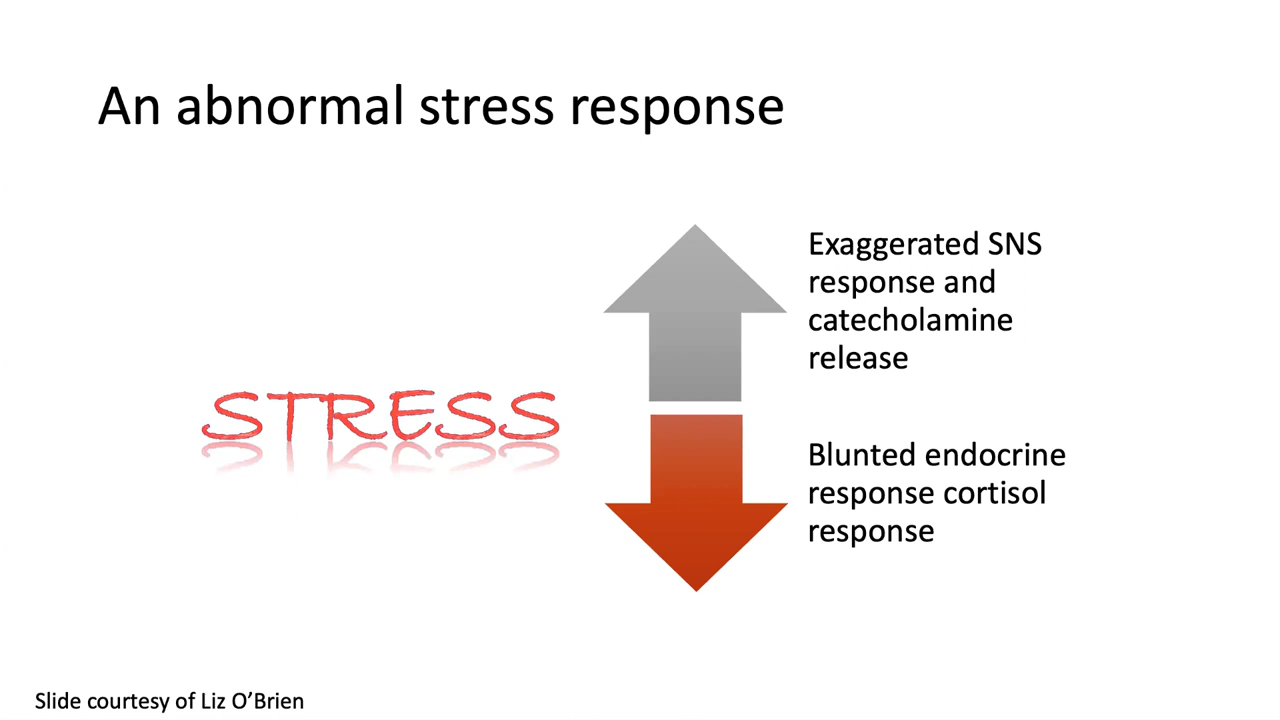 An abnormal stress response
STRESS
Exaggerated SNS
response and
catecholamine
release
Blunted endocrine
response cortisol
response
Slide courtesy of Liz O’Brien